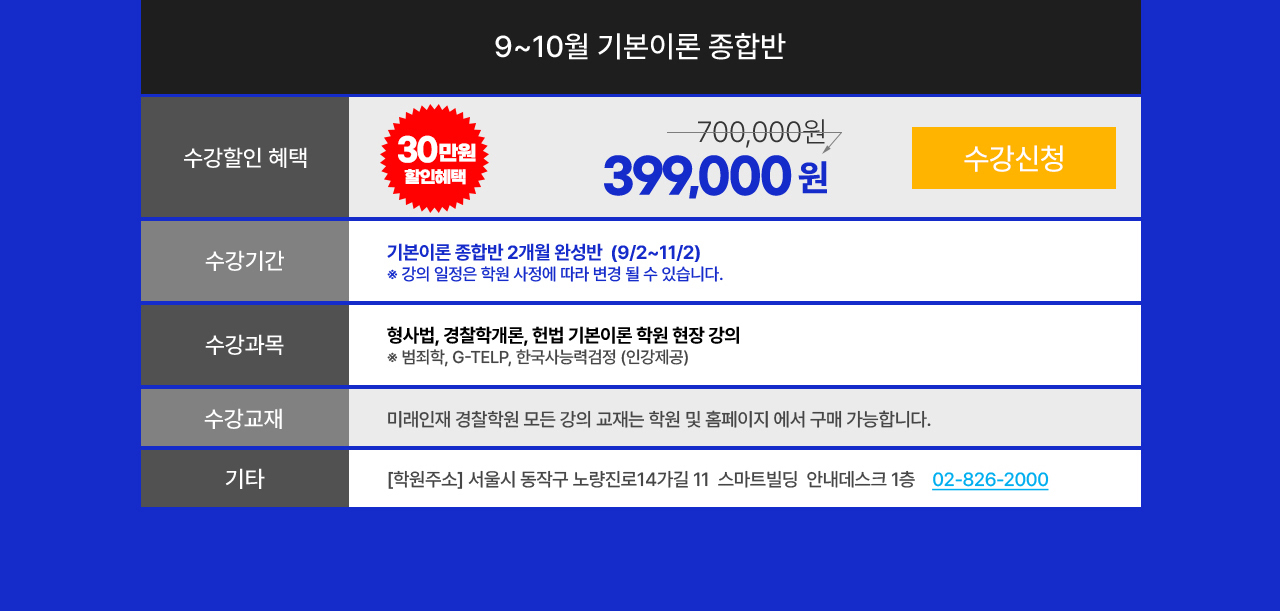 9~10월 기본이론 종합반
수강할인 혜택
30만원
할인혜택
700,000원
399,000 원
수강신청
수강기간
기본이론 종합반 2개월 완성반 (9/2~11/2)
※ 강의 일정은 학원 사정에 따라 변경 될 수 있습니다.
수강과목
형사법, 경찰학개론, 헌법 기본이론 학원 현장 강의
※ 범죄학, G-TELP, 한국사능력검정 (인강제공)
수강교재
미래인재 경찰학원 모든 강의 교재는 학원 및 홈페이지 에서 구매 가능합니다.
기타
[학원주소] 서울시 동작구 노량진로14가길 11 스마트빌딩 안내데스크 1층 02-826-2000